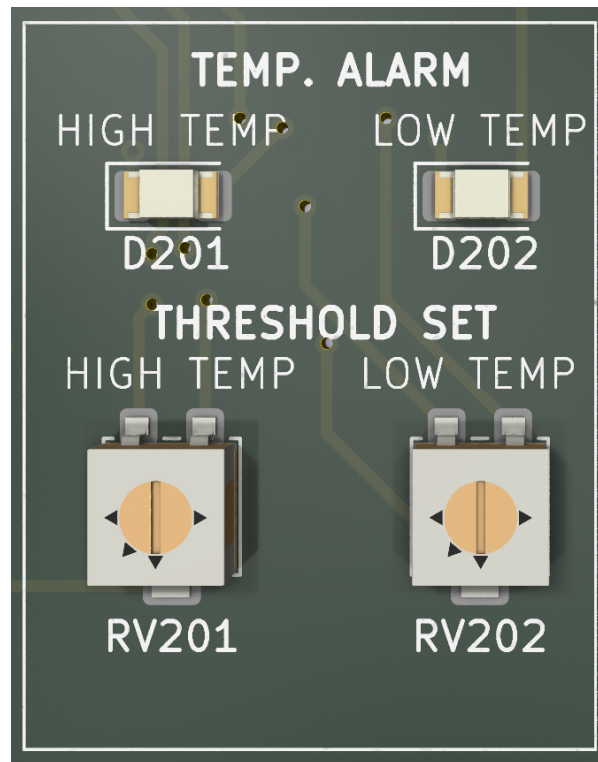 TEMP. ALARM
HIGH TEMP LOW TEMP
D201 D202
THRESHOLD SET
HIGH TEMP LOW TEMP
RV201 RV202